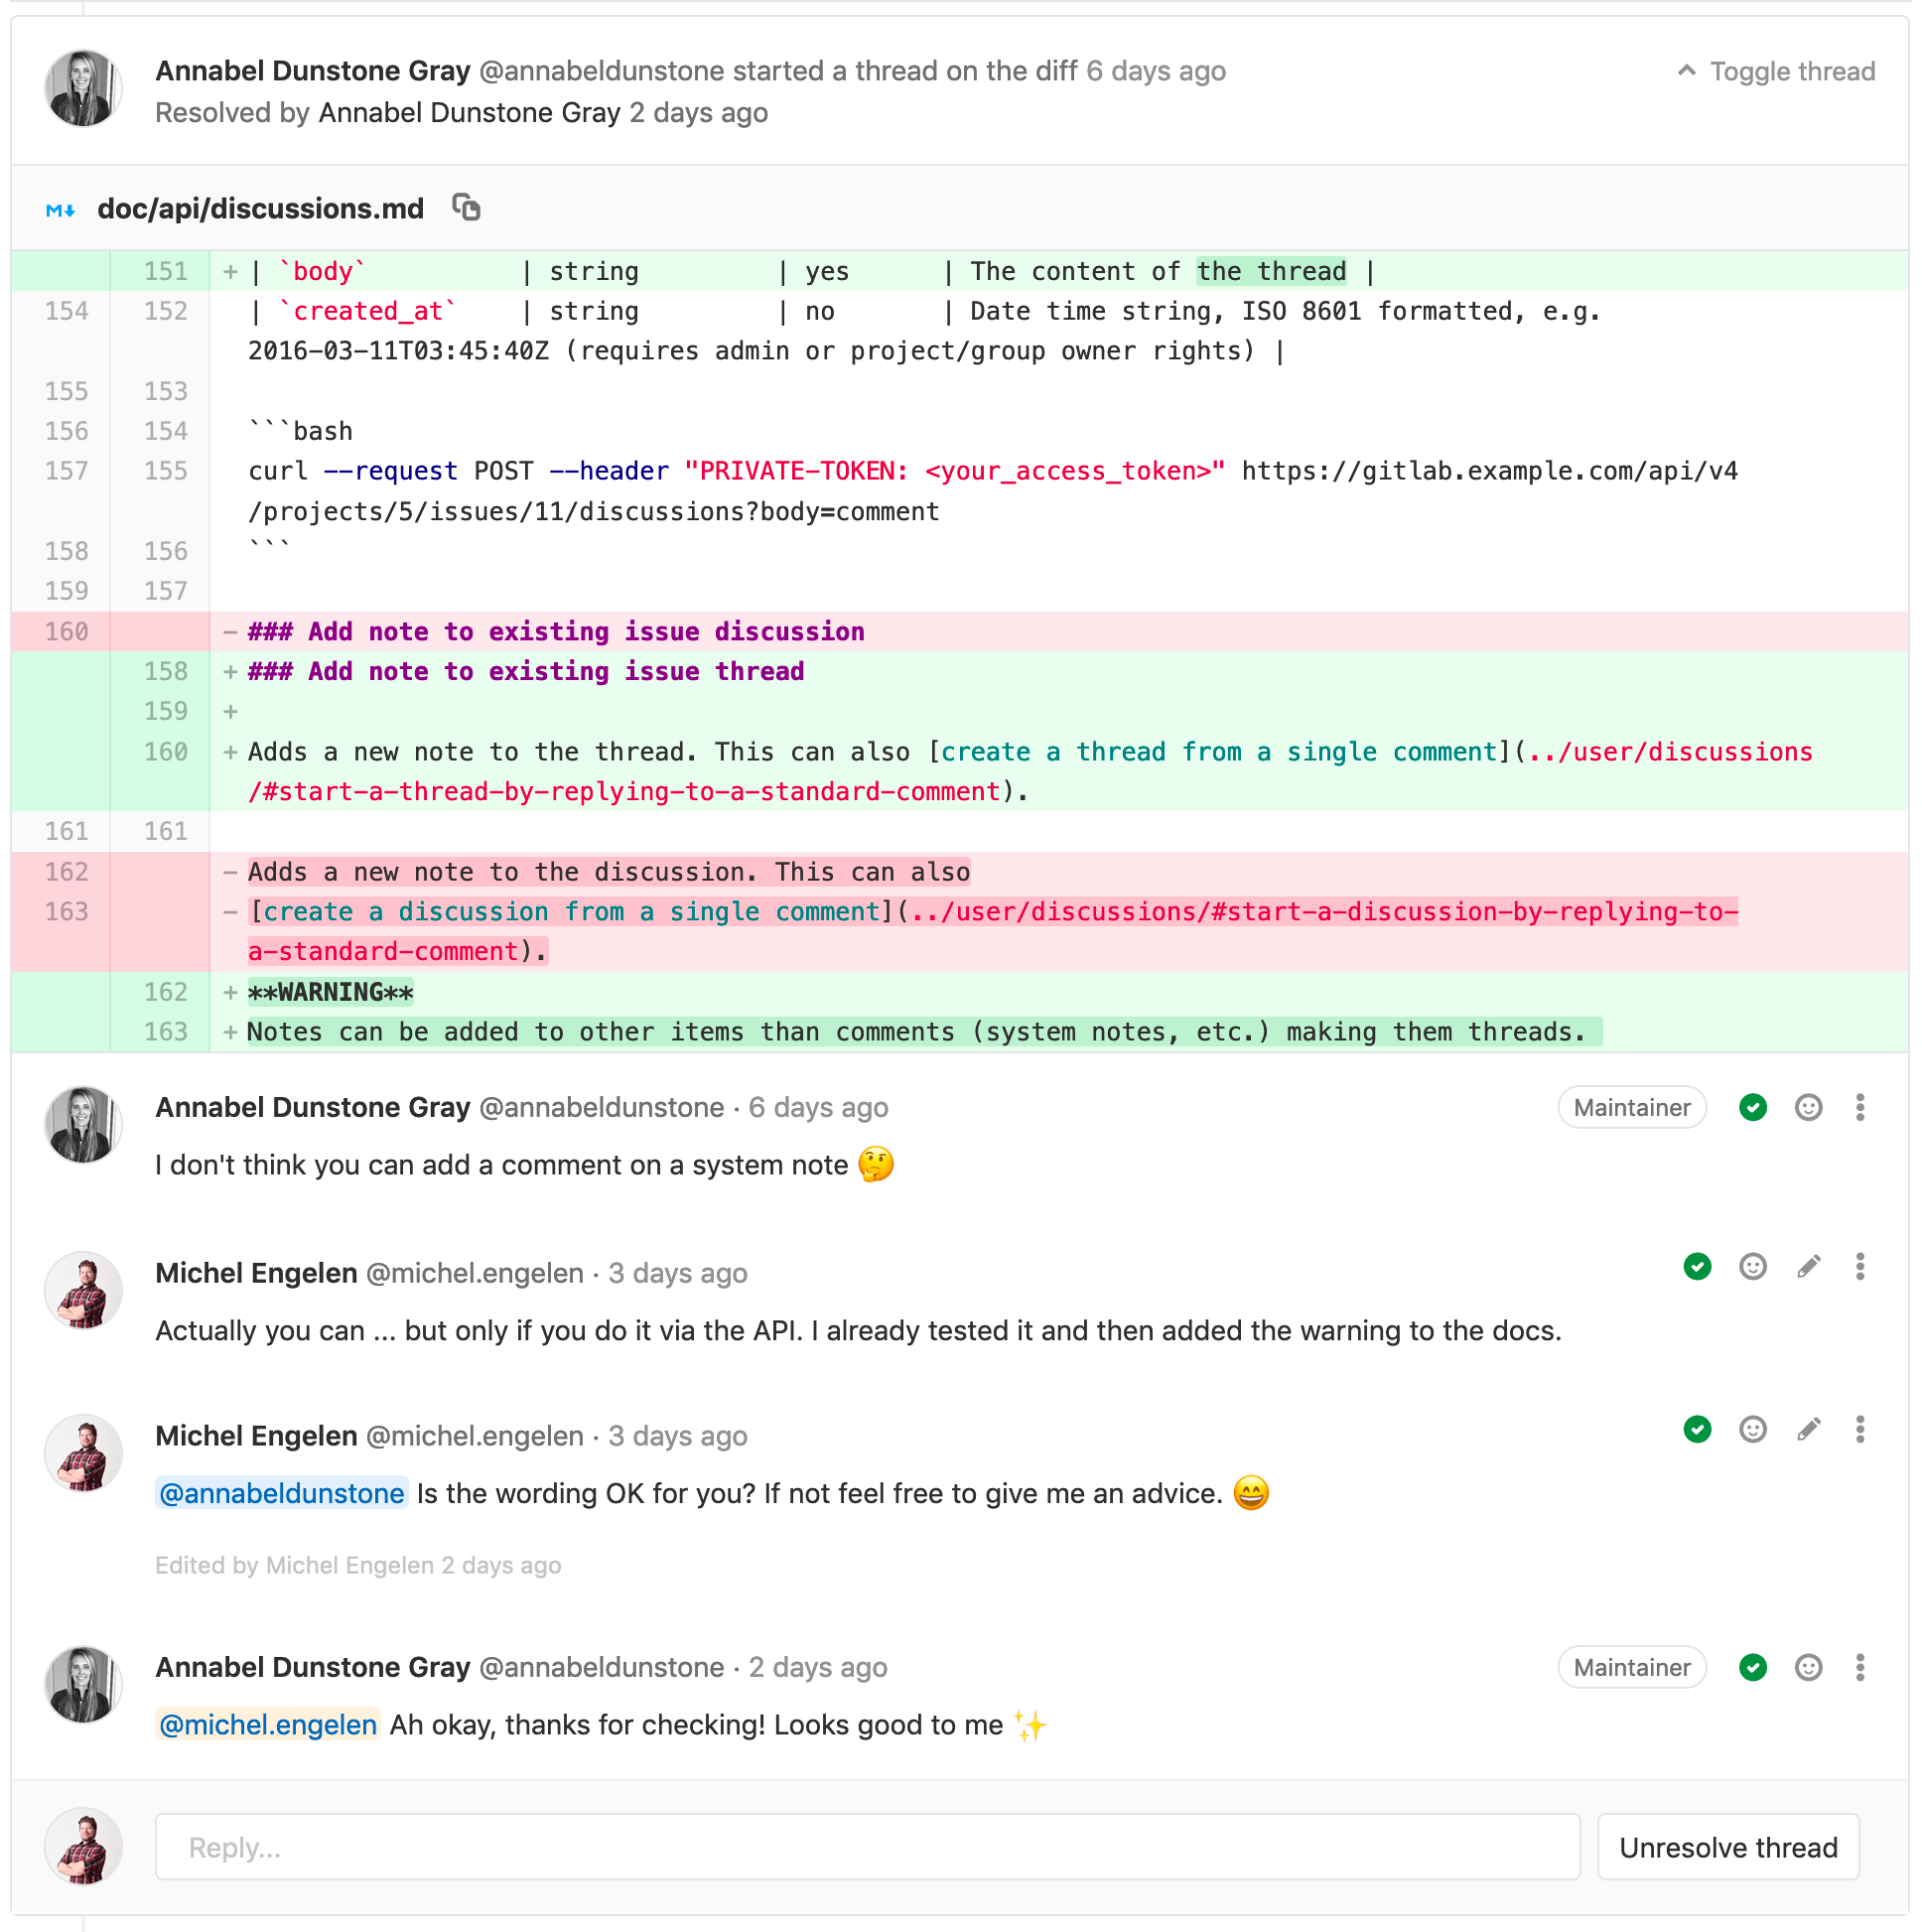 Annabel Dunstone Gray @annabeldunstone started a thread on the diff 6 days ago
Toggle thread
Resolved by Annabel Dunstone Gray 2 days ago
M doc/api/discussions.md
151 + | `body` | string | yes | The content of the thread |
154 152 | `created_at` | string | no | Date time string, ISO 8601 formatted, e.g.
2016-03-11T03:45:40Z (requires admin or project/group owner rights) |
155 153
156 154 ```bash
157 155 curl --request POST --header "PRIVATE-TOKEN: <your_access_token>" https://gitlab.example.com/api/v4
/projects/5/issues/11/discussions?body=comment
158 156 ```
159 157
160 - ### Add note to existing issue discussion
158 + ### Add note to existing issue thread
159 +
160 + Adds a new note to the thread. This can also [create a thread from a single comment](../user/discussions
/#start-a-thread-by-replying-to-a-standard-comment).
161 161
162 - Adds a new note to the discussion. This can also
163 - [create a discussion from a single comment](../user/discussions/#start-a-discussion-by-replying-to-
a-standard-comment).
162 + **WARNING**
163 + Notes can be added to other items than comments (system notes, etc.) making them threads.
Annabel Dunstone Gray @annabeldunstone · 6 days ago
Maintainer
I don't think you can add a comment on a system note 🤔
Michel Engelen @michel.engelen · 3 days ago
Actually you can ... but only if you do it via the API. I already tested it and then added the warning to the docs.
Michel Engelen @michel.engelen · 3 days ago
@annabeldunstone Is the wording OK for you? If not feel free to give me an advice. 😄
Edited by Michel Engelen 2 days ago
Annabel Dunstone Gray @annabeldunstone · 2 days ago
Maintainer
@michel.engelen Ah okay, thanks for checking! Looks good to me ✨
Reply...
Unresolve thread